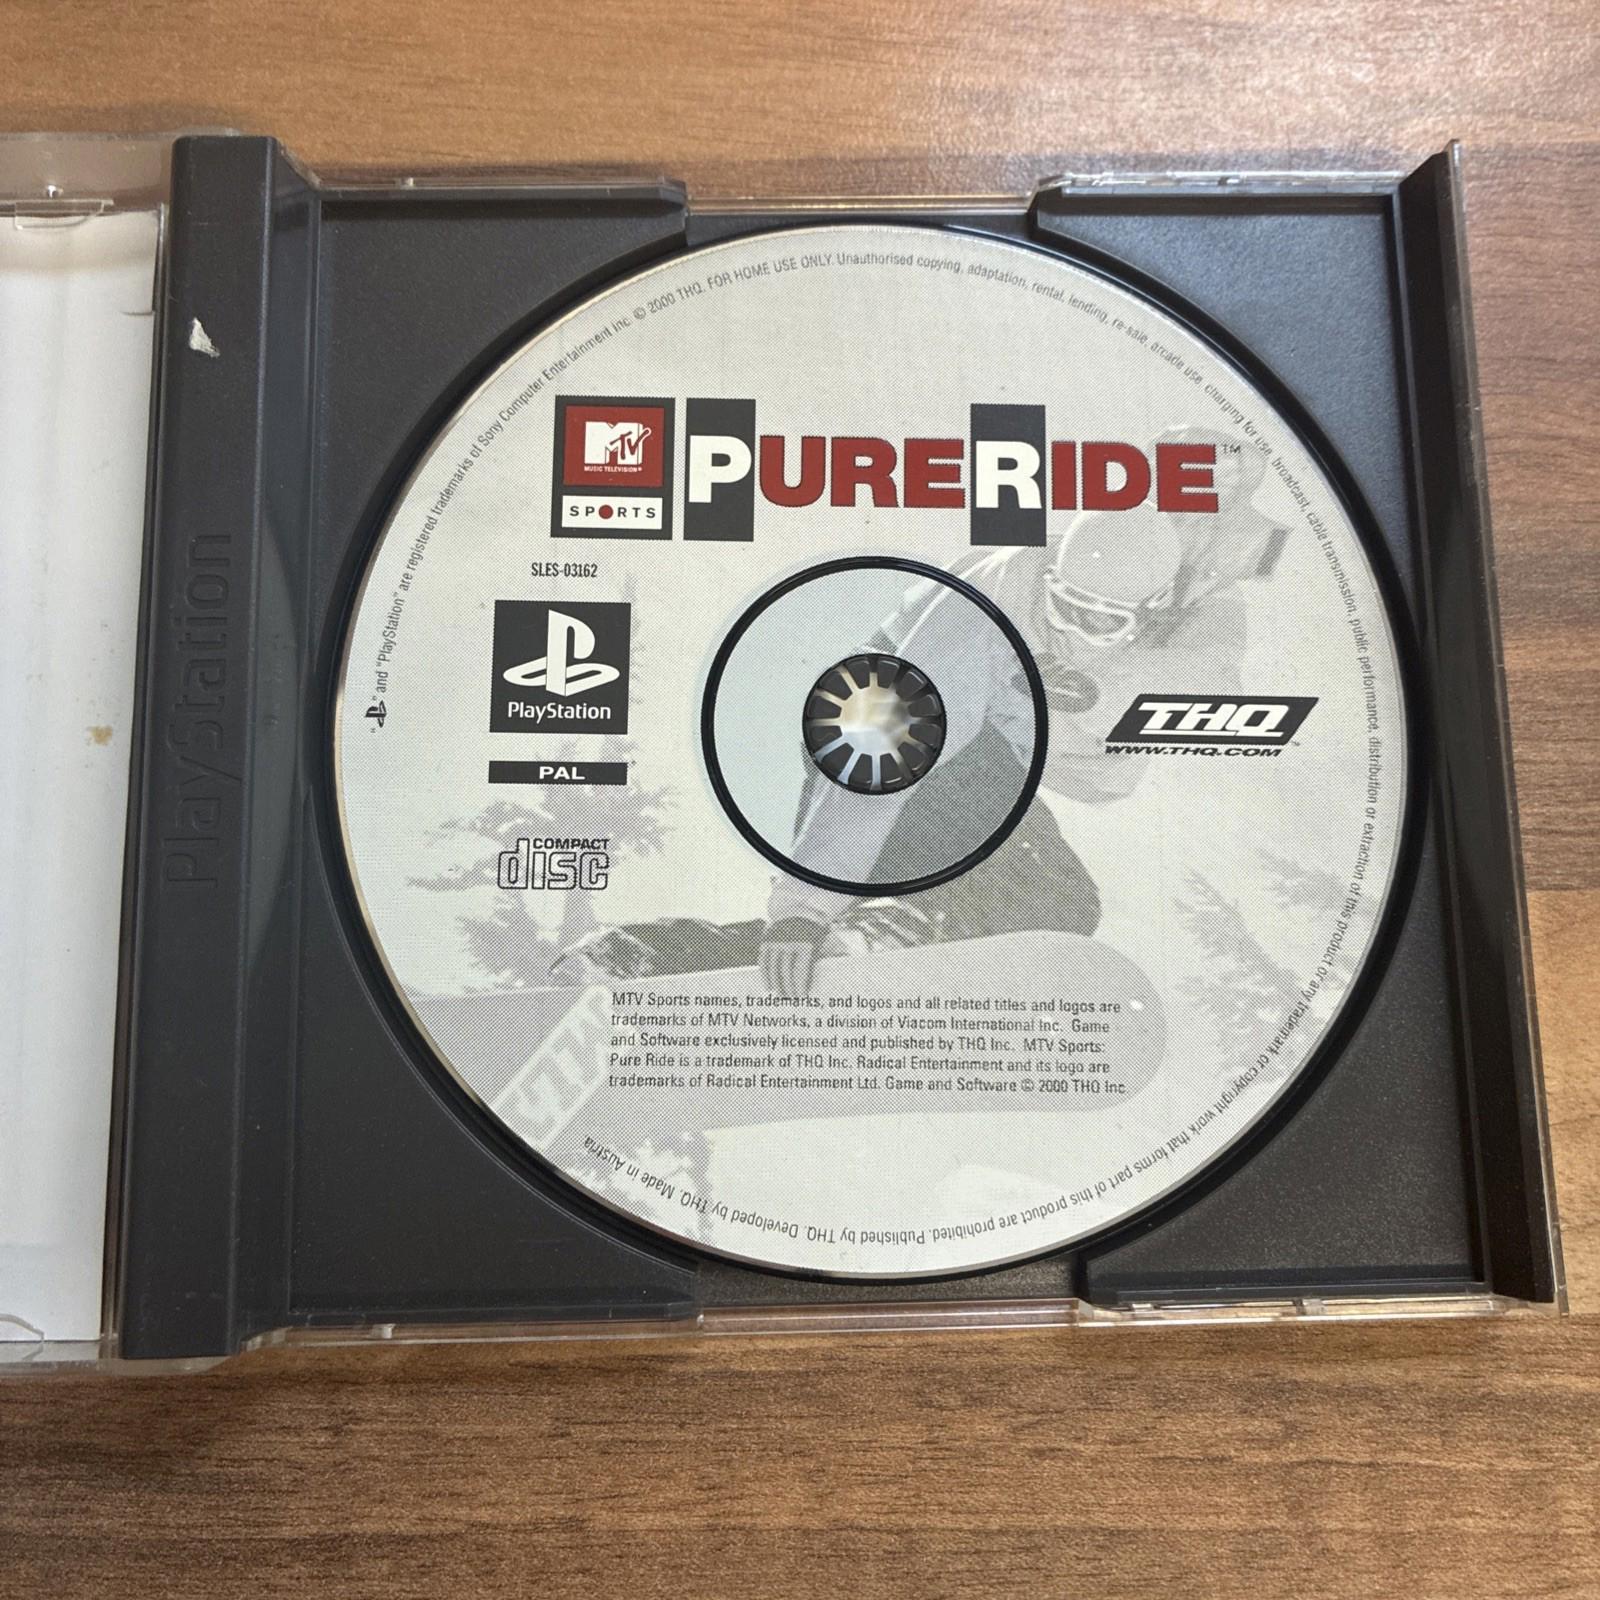 PlayStation
"PS" and "PlayStation" are registered trademarks of Sony Computer Entertainment Inc. © 2000 THQ. FOR HOME USE ONLY. Unauthorised copying, adaptation, rental, lending, re-sale, arcade use, charging for use, broadcast, cable transmission, public performance, distribution or extraction of this product or any trademark or copyright work that forms part of this product are prohibited. Published by THQ. Developed by THQ. Made in Austria
MTV
MUSIC TELEVISION®
SPORTS
PURERIDE™
SLES-03162
PlayStation
PAL
COMPACT
disc
THQ™
WWW.THQ.COM
MTV Sports names, trademarks, and logos and all related titles and logos are
trademarks of MTV Networks, a division of Viacom International Inc. Game
and Software exclusively licensed and published by THQ Inc. MTV Sports:
Pure Ride is a trademark of THQ Inc. Radical Entertainment and its logo are
trademarks of Radical Entertainment Ltd. Game and Software © 2000 THQ Inc.